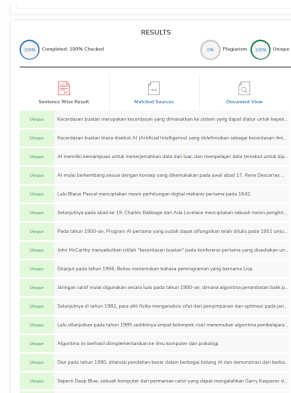 RESULTS
100% Completed: 100% Checked
0% Plagiarism 100% Unique
Sentence Wise Result Matched Sources Document View
Unique Kecerdasan buatan merupakan kecerdasan yang dimasukkan ke sistem yang dapat diatur untuk kepen...
Unique Kecerdasan buatan biasa disebut AI (Artificial Intelligence) yang didefinisikan sebagai kecerdasan ilm...
Unique AI memiliki kemampuan untuk menerjemahkan data dari luar, dan mempelajari data tersebut untuk dip...
Unique AI mulai berkembang sesuai dengan konsep yang dikemukakan pada awal abad 17, Rene Descartes ...
Unique Lalu Blaise Pascal menciptakan mesin perhitungan digital mekanis pertama pada 1642.
Unique Selanjutnya pada abad ke 19, Charles Babbage dan Ada Lovelace menciptakan sebuah mesin penghit...
Unique Pada tahun 1950-an, Program AI pertama yang sudah dapat difungsikan telah ditulis pada 1951 untu...
Unique John McCarthy menyebutkan istilah "kecerdasan buatan" pada konferensi pertama yang disediakan un...
Unique Dilanjut pada tahun 1958, Beliau menemukan bahasa pemrograman yang bernama Lisp.
Unique Jaringan saraf mulai digunakan secara luas pada tahun 1980-an, dimana algoritma perambatan balik p...
Unique Selanjutnya di tahun 1982, para ahli fisika menganalisis sifat dari penyimpanan dan optimasi pada jari...
Unique Lalu dilanjutkan pada tahun 1985 sedikitnya empat kelompok riset menemukan algoritma pembelajara...
Unique Algoritma ini berhasil diimplementasikan ke ilmu komputer dan psikologi.
Unique Dan pada tahun 1990, ditandai perolehan besar dalam berbagai bidang AI dan demonstrasi dari berba...
Unique Seperti Deep Blue, sebuah komputer dari permainan catur yang dapat mengalahkan Garry Kasparov d...